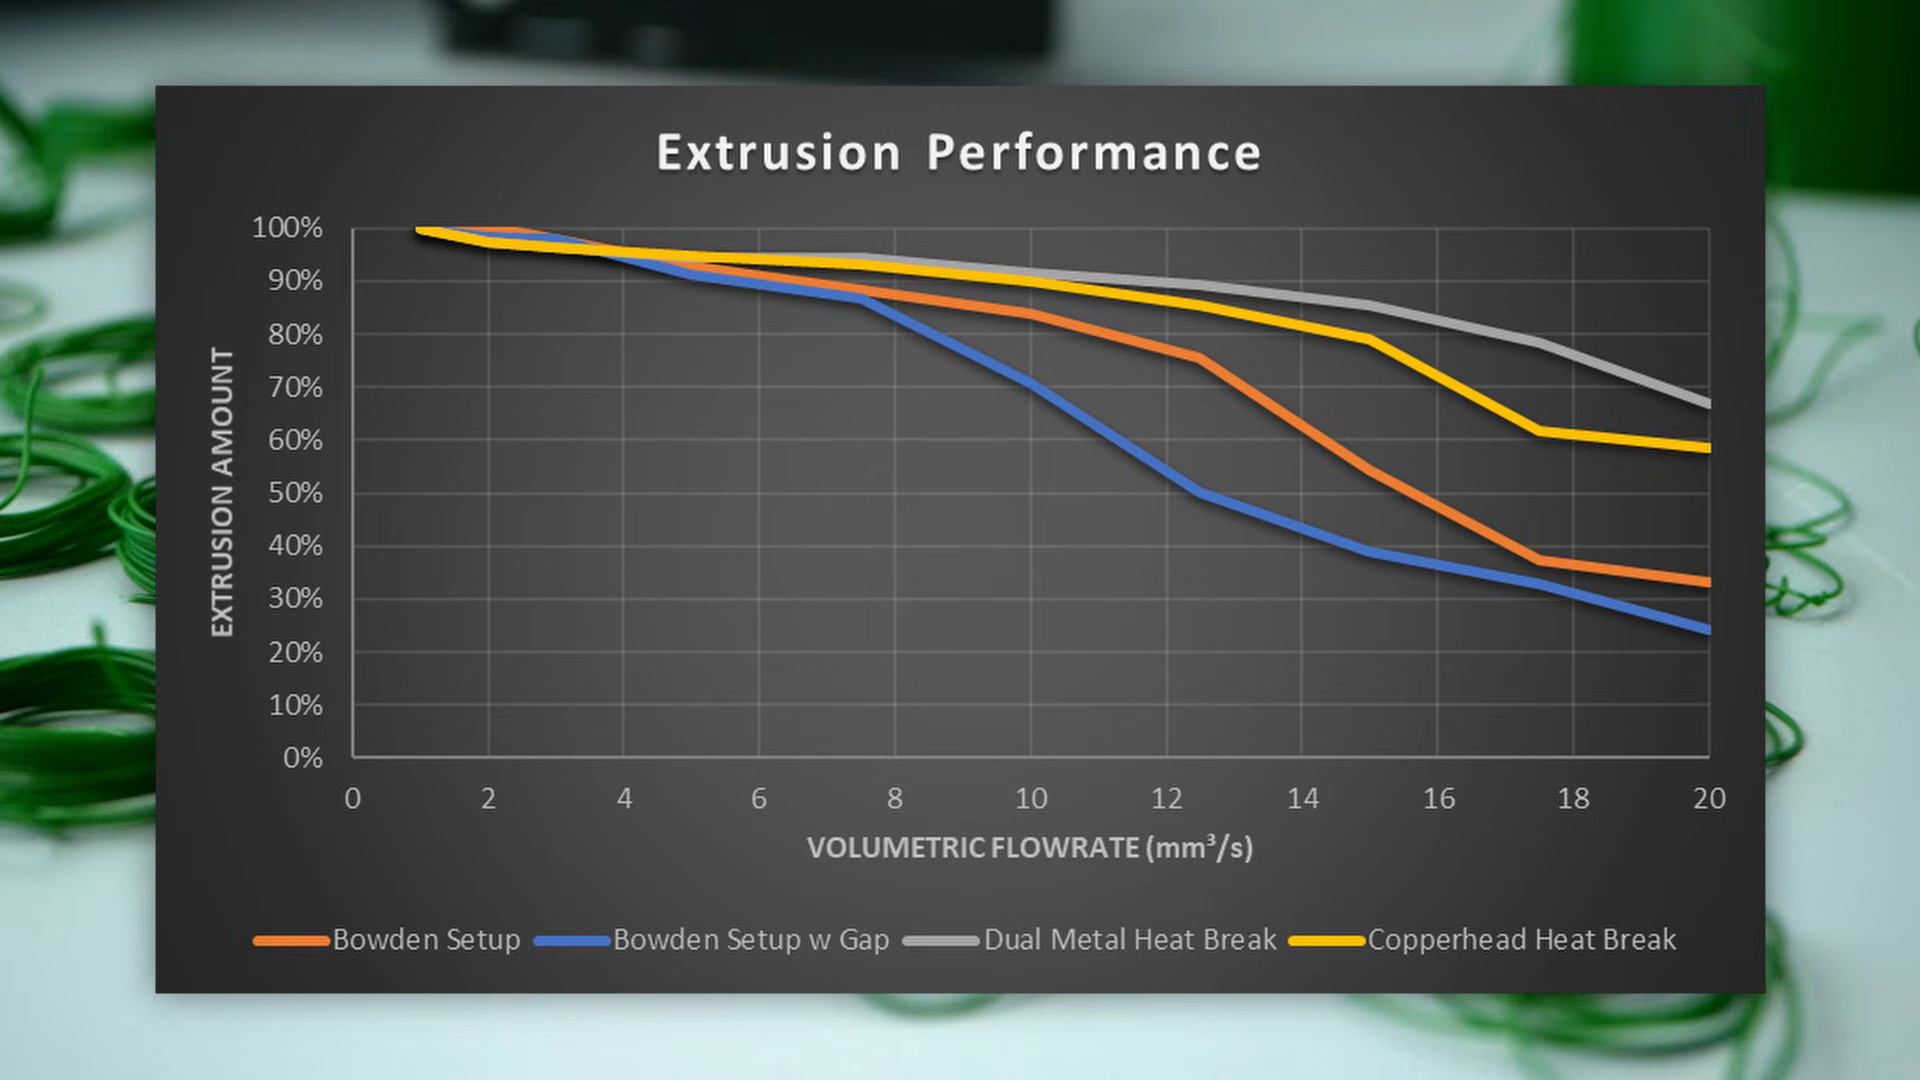 Extrusion Performance
100%
90%
80%
70%
60%
50%
40%
30%
20%
10%
0%
EXTRUSION AMOUNT
0 2 4 6 8 10 12 14 16 18 20
VOLUMETRIC FLOWRATE (mm³/s)
Bowden Setup Bowden Setup w Gap Dual Metal Heat Break Copperhead Heat Break